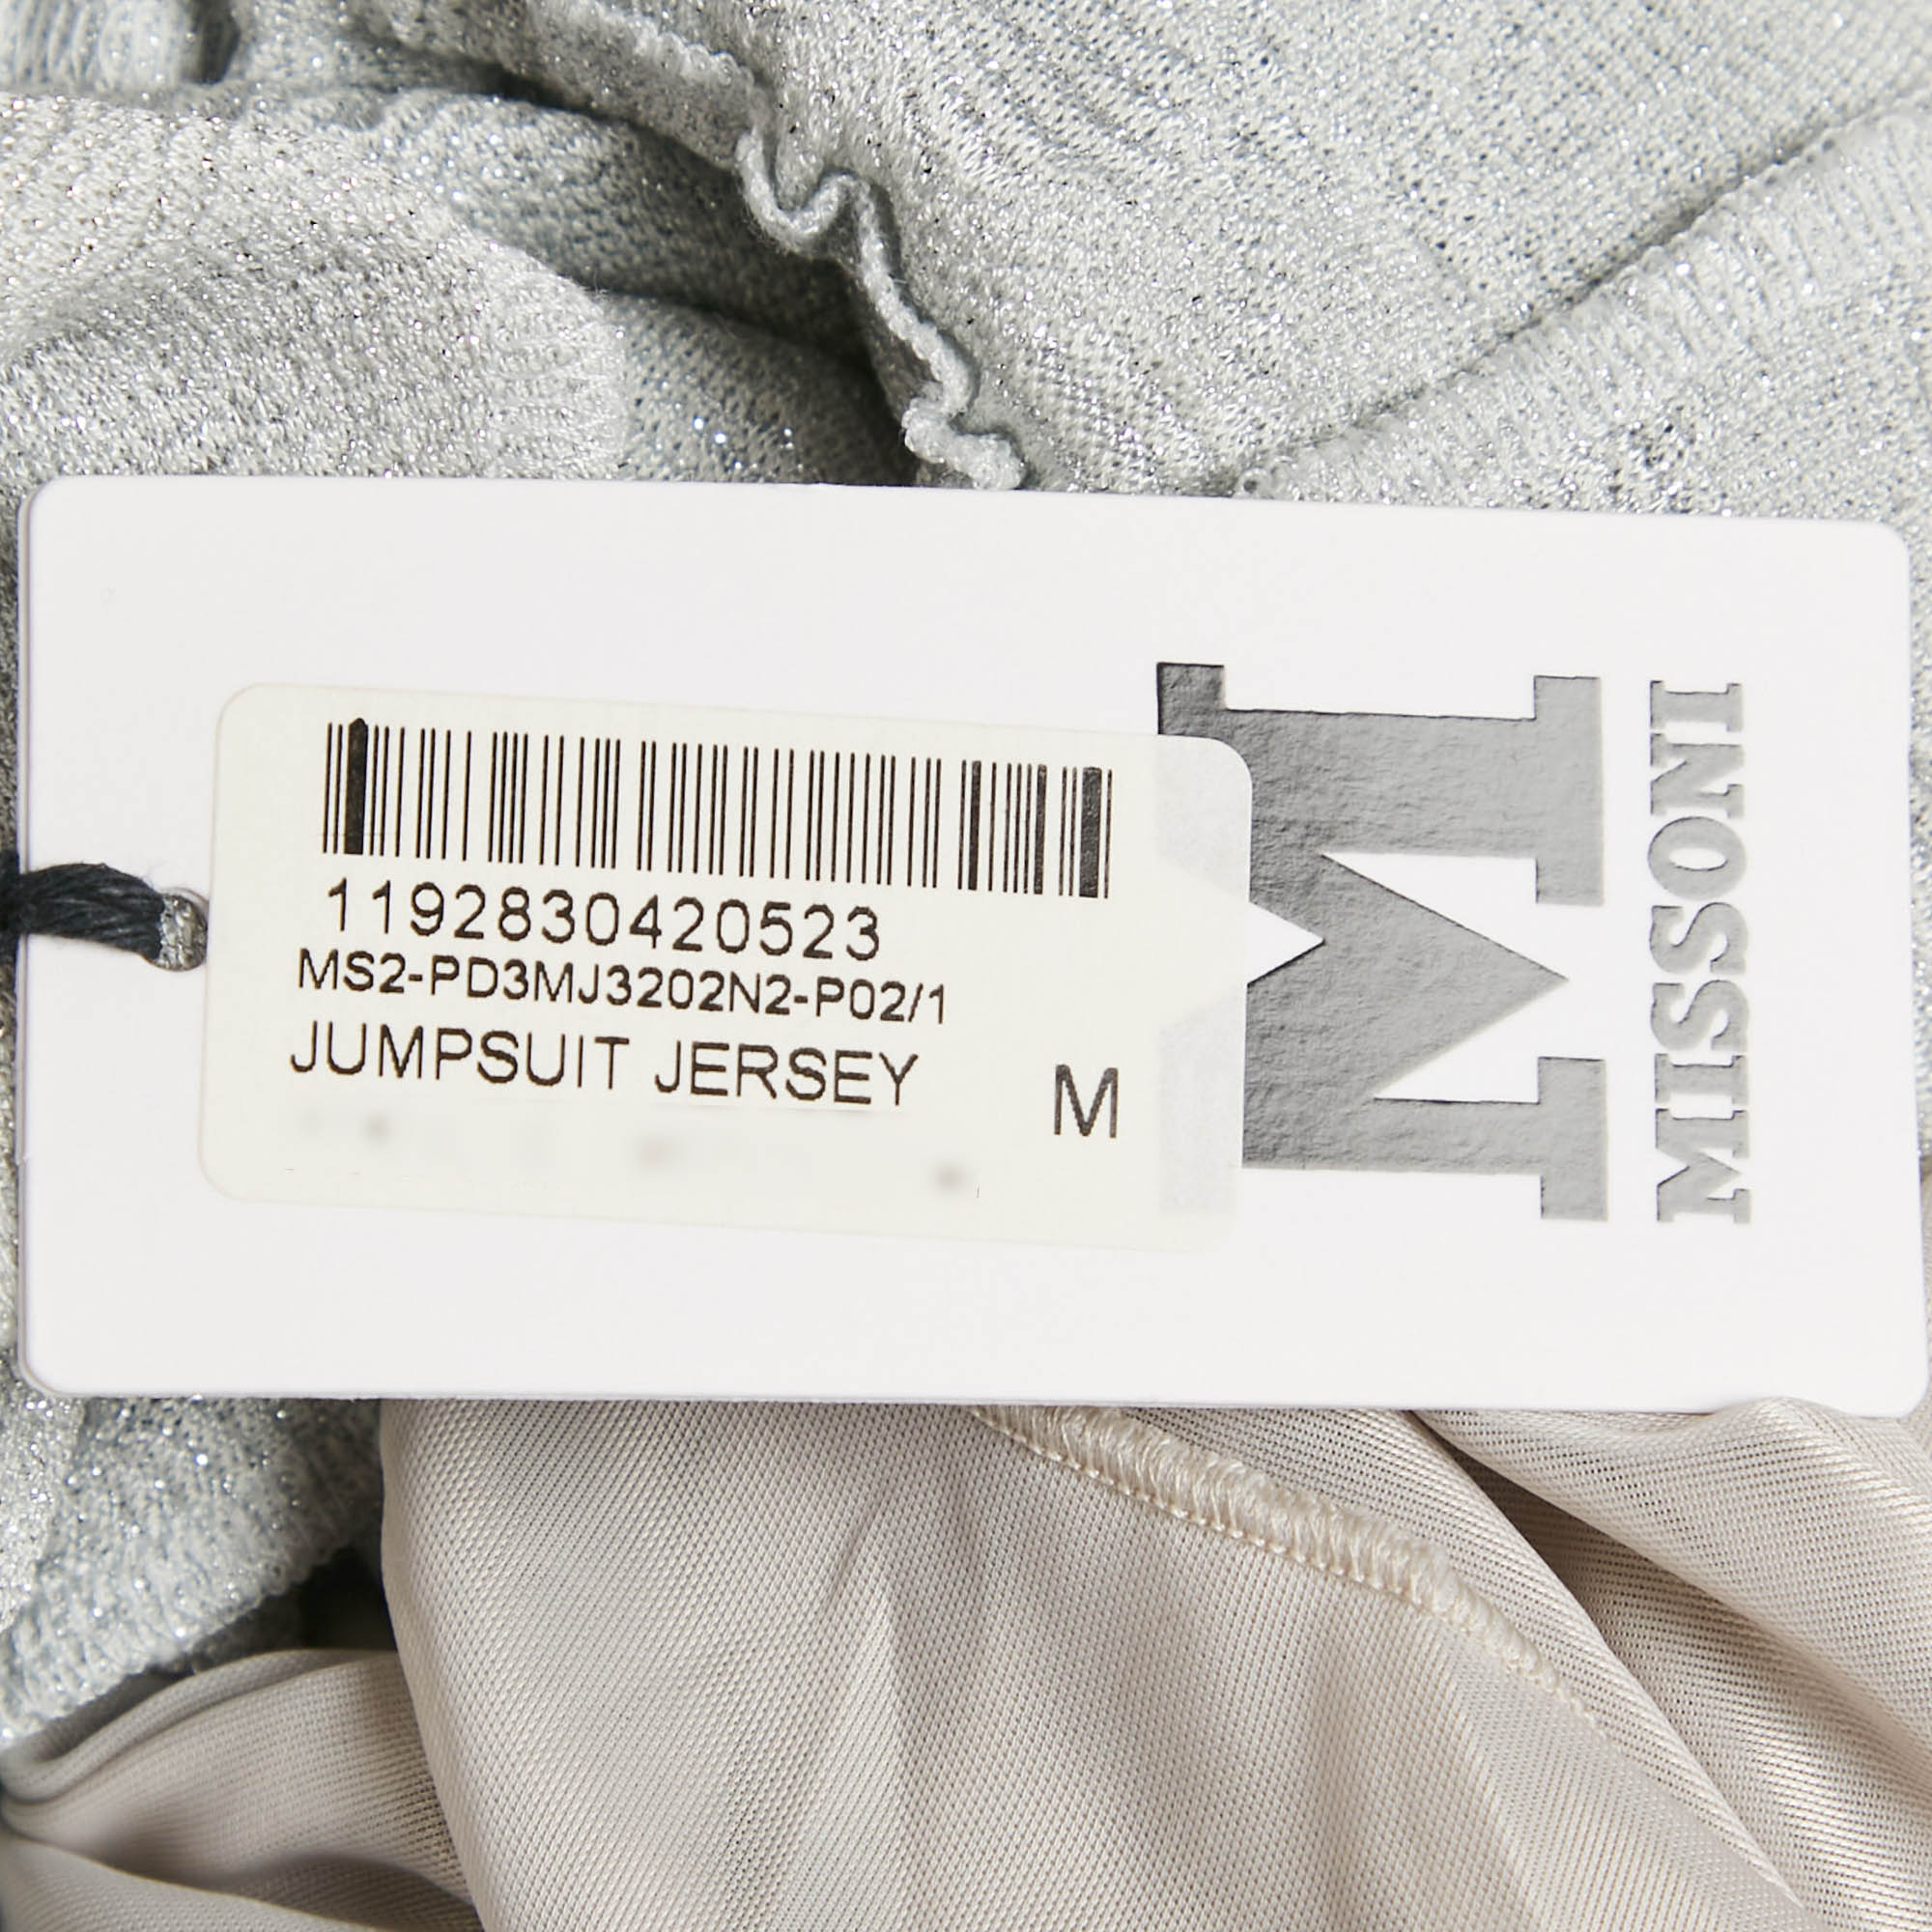 1192830420523
MS2-PD3MJ3202N2-P02/1
JUMPSUIT JERSEY
M
M
MISSONI